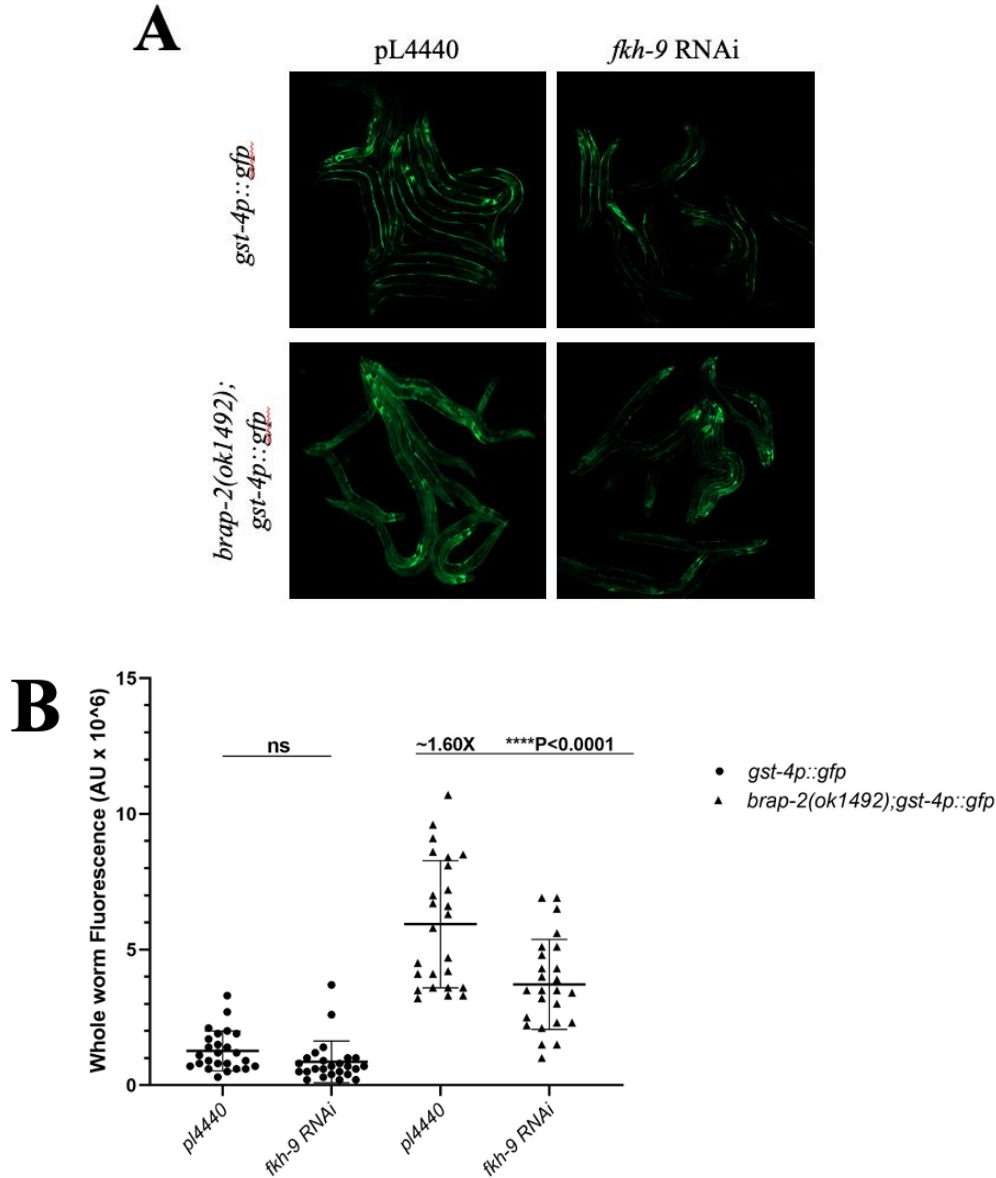 A
pL4440
fkh-9 RNAi
gst-4p::gfp
brap-2(ok1492);
gst-4p::gfp
B
Whole worm Fluorescence (AU x 10^6)
15
10
5
0
ns
~1.60X ****P<0.0001
gst-4p::gfp
brap-2(ok1492);gst-4p::gfp
pl4440
fkh-9 RNAi
pl4440
fkh-9 RNAi